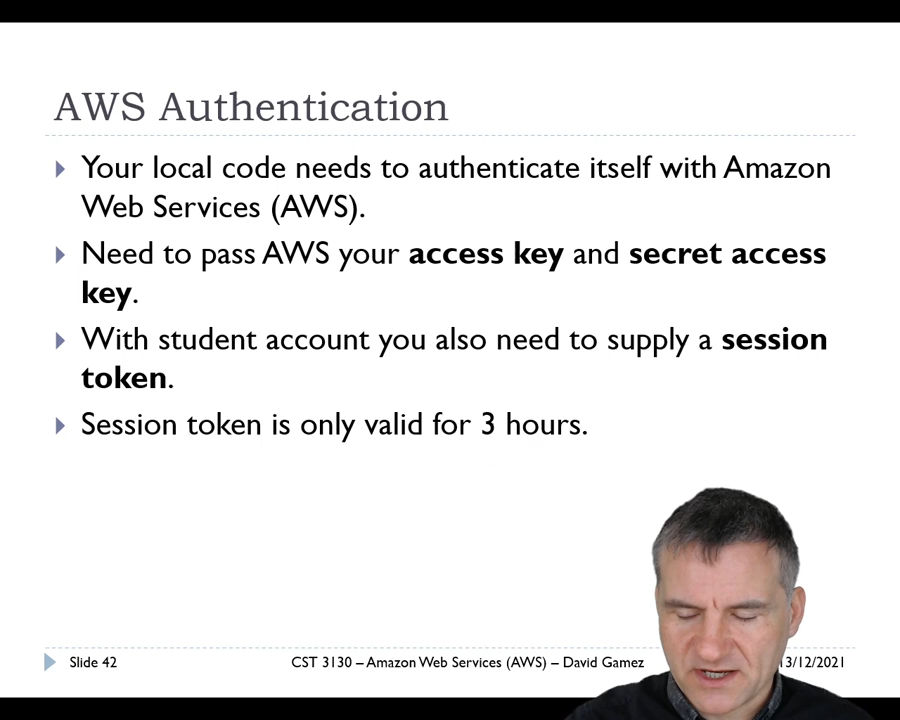 AWS Authentication
Your local code needs to authenticate itself with Amazon
Web Services (AWS).
Need to pass AWS your access key and secret access
key.
With student account you also need to supply a session
token.
Session token is only valid for 3 hours.
Slide 42
CST 3130 – Amazon Web Services (AWS) – David Gamez
13/12/2021